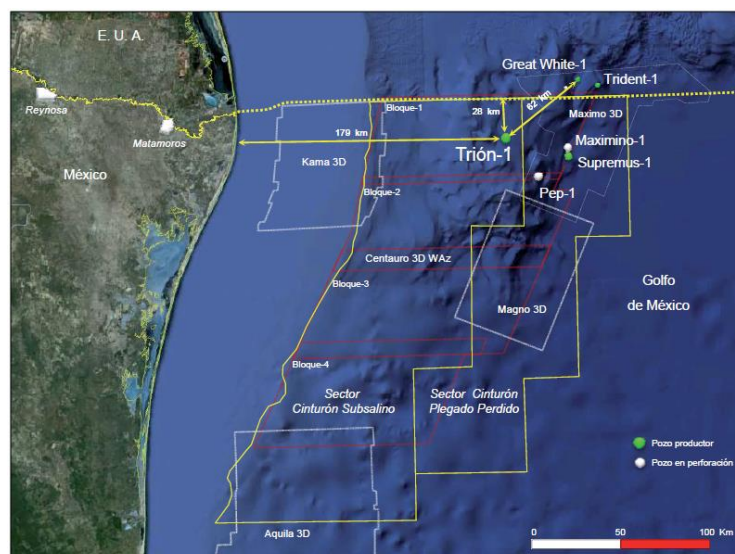 E. U. A.
Great White-1
Trident-1
Reynosa
Matamoros
Bloque-1
28 km
62 km
Maximo 3D
179 km
Trión-1
Maximino-1
Supremus-1
México
Kama 3D
Bloque-2
Pep-1
Centauro 3D WAz
Bloque-3
Magno 3D
Golfo
de México
Bloque-4
Sector
Cinturón Subsalino
Sector Cinturón
Plegado Perdido
Pozo productor
Pozo en perforación
Aquila 3D
0 50 100 Km